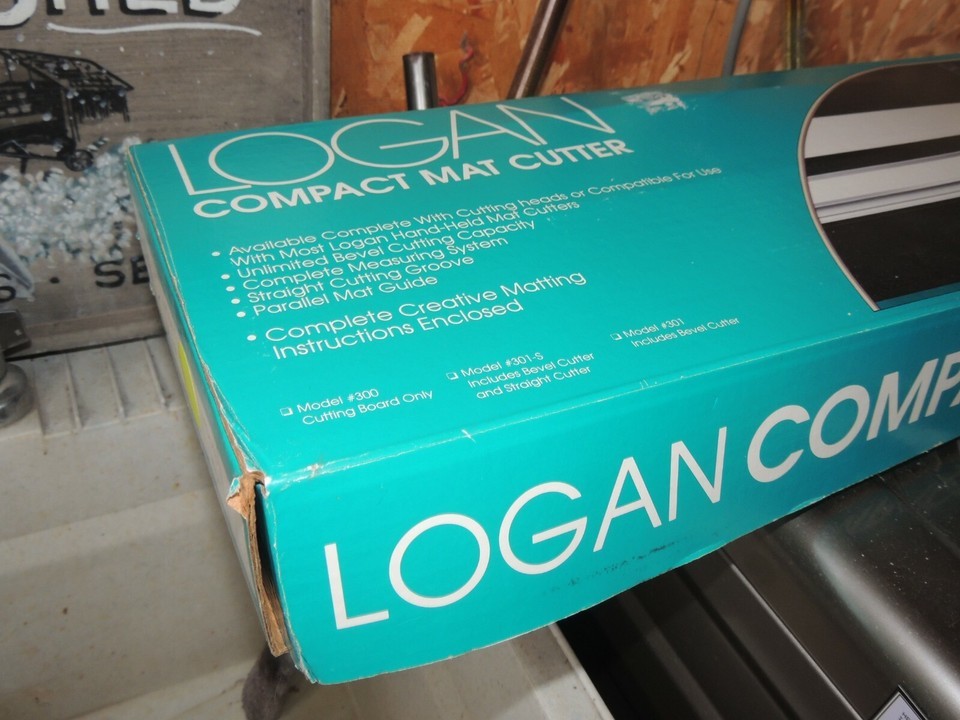 LOGAN
COMPACT MAT CUTTER
• Available Complete With Cutting heads or Compatible For Use
With Most Logan Hand-Held Mat Cutters
• Unlimited Bevel Cutting Capacity
• Complete Measuring System
• Straight Cutting Groove
• Parallel Mat Guide
• Complete Creative Matting
Instructions Enclosed
❑ Model #300
Cutting Board Only
❑ Model #301-S
Includes Bevel Cutter
and Straight Cutter
❑ Model #301
Includes Bevel Cutter
LOGAN COMPA
S · SE